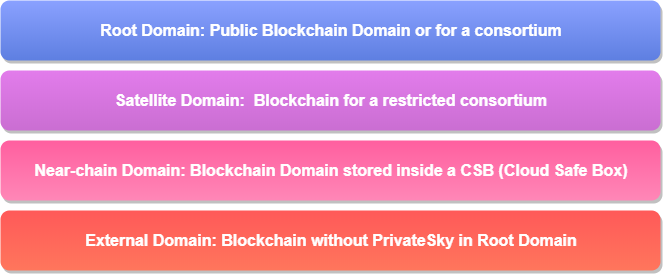 Root Domain: Public Blockchain Domain or for a consortium
Satellite Domain:  Blockchain for a restricted consortium
Near-chain Domain: Blockchain Domain stored inside a CSB (Cloud Safe Box)
External Domain: Blockchain without PrivateSky in Root Domain